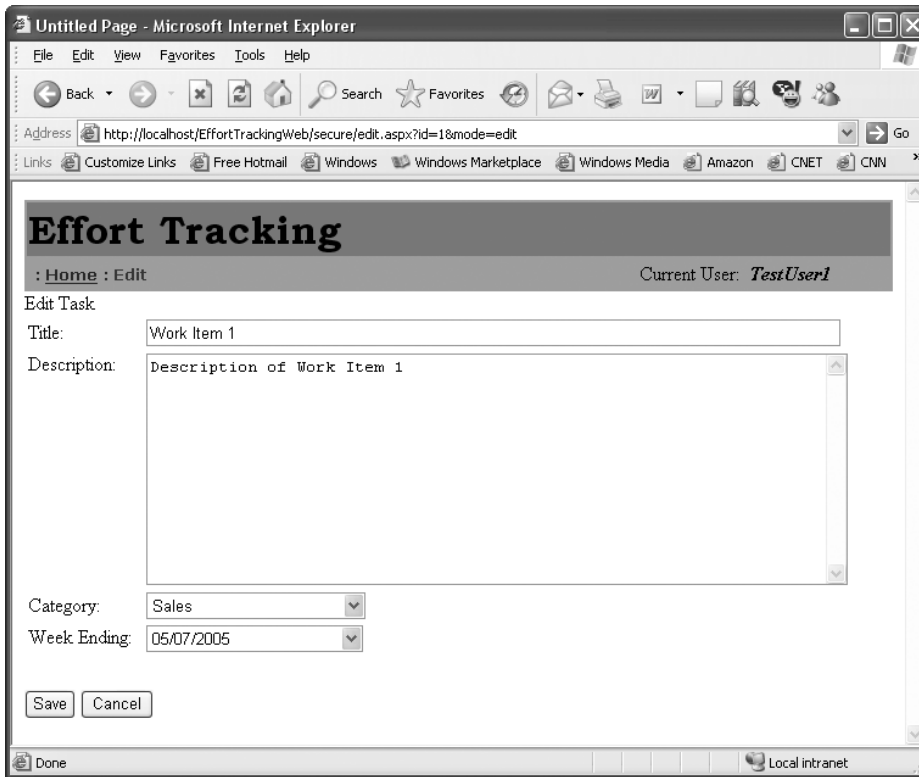 Untitled Page - Microsoft Internet Explorer
File Edit View Favorites Tools Help
Back Search Favorites W
Address http://localhost/EffortTrackingWeb/secure/edit.aspx?id=1&mode=edit Go
Links Customize Links Free Hotmail Windows Windows Marketplace Windows Media Amazon CNET CNN »
Effort Tracking
: Home : Edit Current User: TestUser1
Edit Task
Title: Work Item 1
Description: Description of Work Item 1
Category: Sales
Week Ending: 05/07/2005
Save Cancel
Done Local intranet